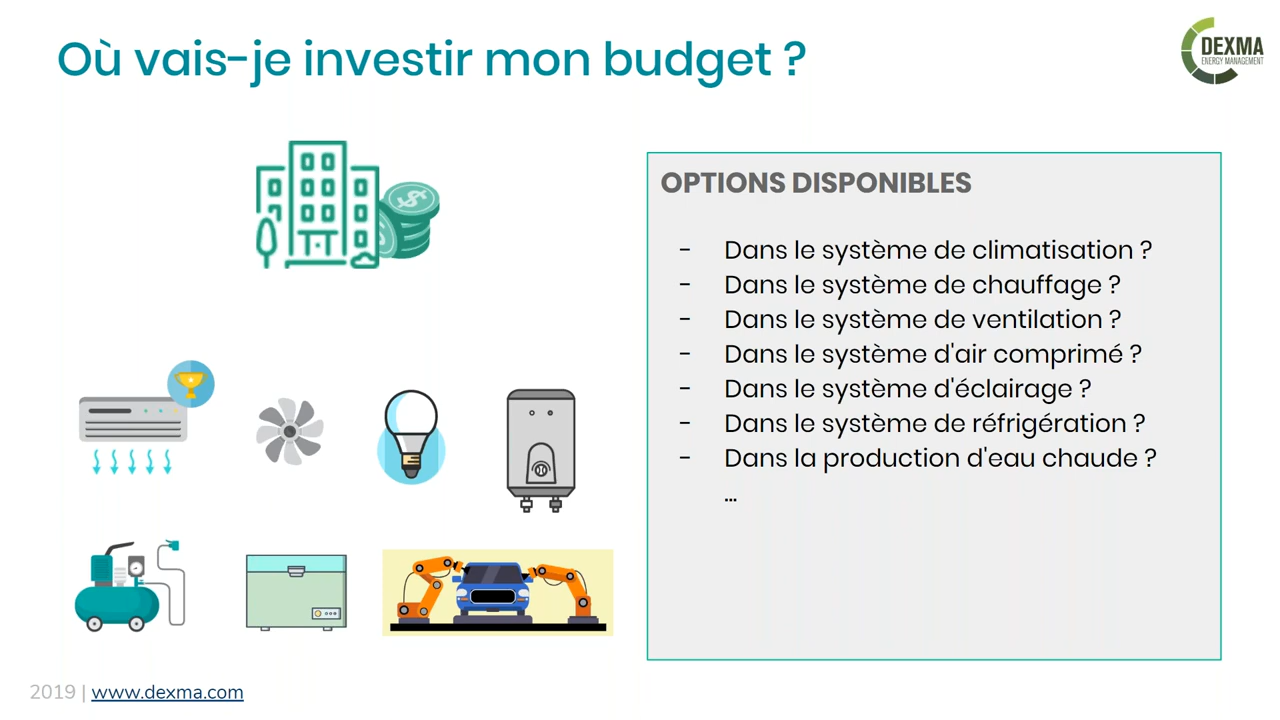 Où vais-je investir mon budget ?
DEXMA
ENERGY MANAGEMENT
OPTIONS DISPONIBLES
- Dans le système de climatisation ?
- Dans le système de chauffage ?
- Dans le système de ventilation ?
- Dans le système d'air comprimé ?
- Dans le système d'éclairage ?
- Dans le système de réfrigération ?
- Dans la production d'eau chaude ?
...
2019 | www.dexma.com